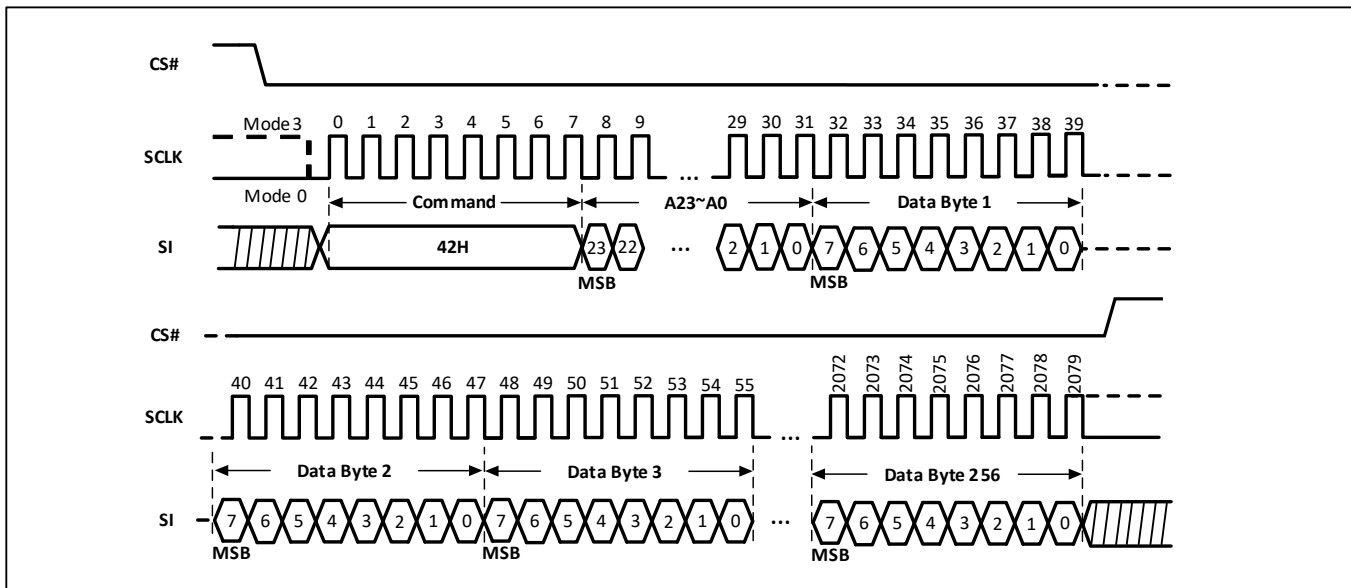 CS#
Mode 3
0 1 2 3 4 5 6 7 8 9 29 30 31 32 33 34 35 36 37 38 39
SCLK
...
Mode 0
Command A23~A0 Data Byte 1
SI 42H 23 22 ... 2 1 0 7 6 5 4 3 2 1 0
MSB MSB
CS#
40 41 42 43 44 45 46 47 48 49 50 51 52 53 54 55 2072 2073 2074 2075 2076 2077 2078 2079
SCLK
...
Data Byte 2 Data Byte 3 Data Byte 256
SI 7 6 5 4 3 2 1 0 7 6 5 4 3 2 1 0 ... 7 6 5 4 3 2 1 0
MSB MSB MSB